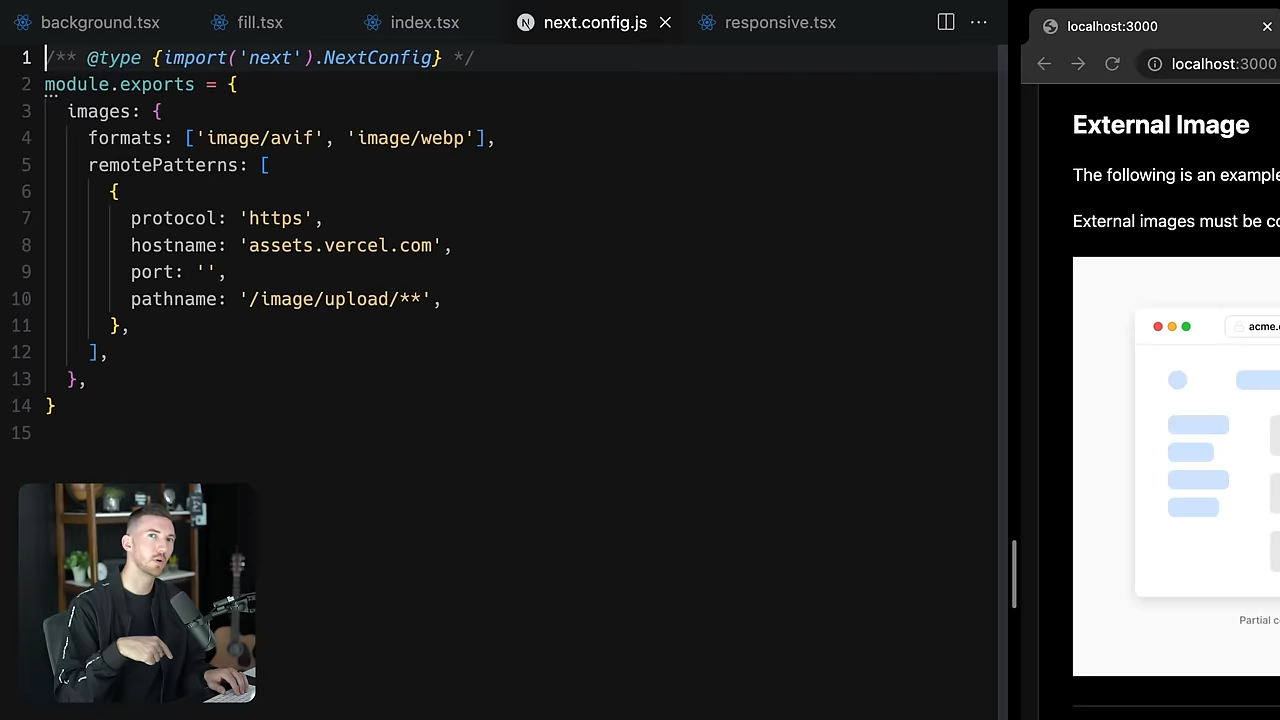 background.tsx
fill.tsx
index.tsx
next.config.js
responsive.tsx
1 /** @type {import('next').NextConfig} */
2 module.exports = {
3 images: {
4 formats: ['image/avif', 'image/webp'],
5 remotePatterns: [
6 {
7 protocol: 'https',
8 hostname: 'assets.vercel.com',
9 port: '',
10 pathname: '/image/upload/**',
11 },
12 ],
13 },
14 }
15
localhost:3000
localhost:3000
External Image
The following is an example
External images must be co
acme.
Partial c